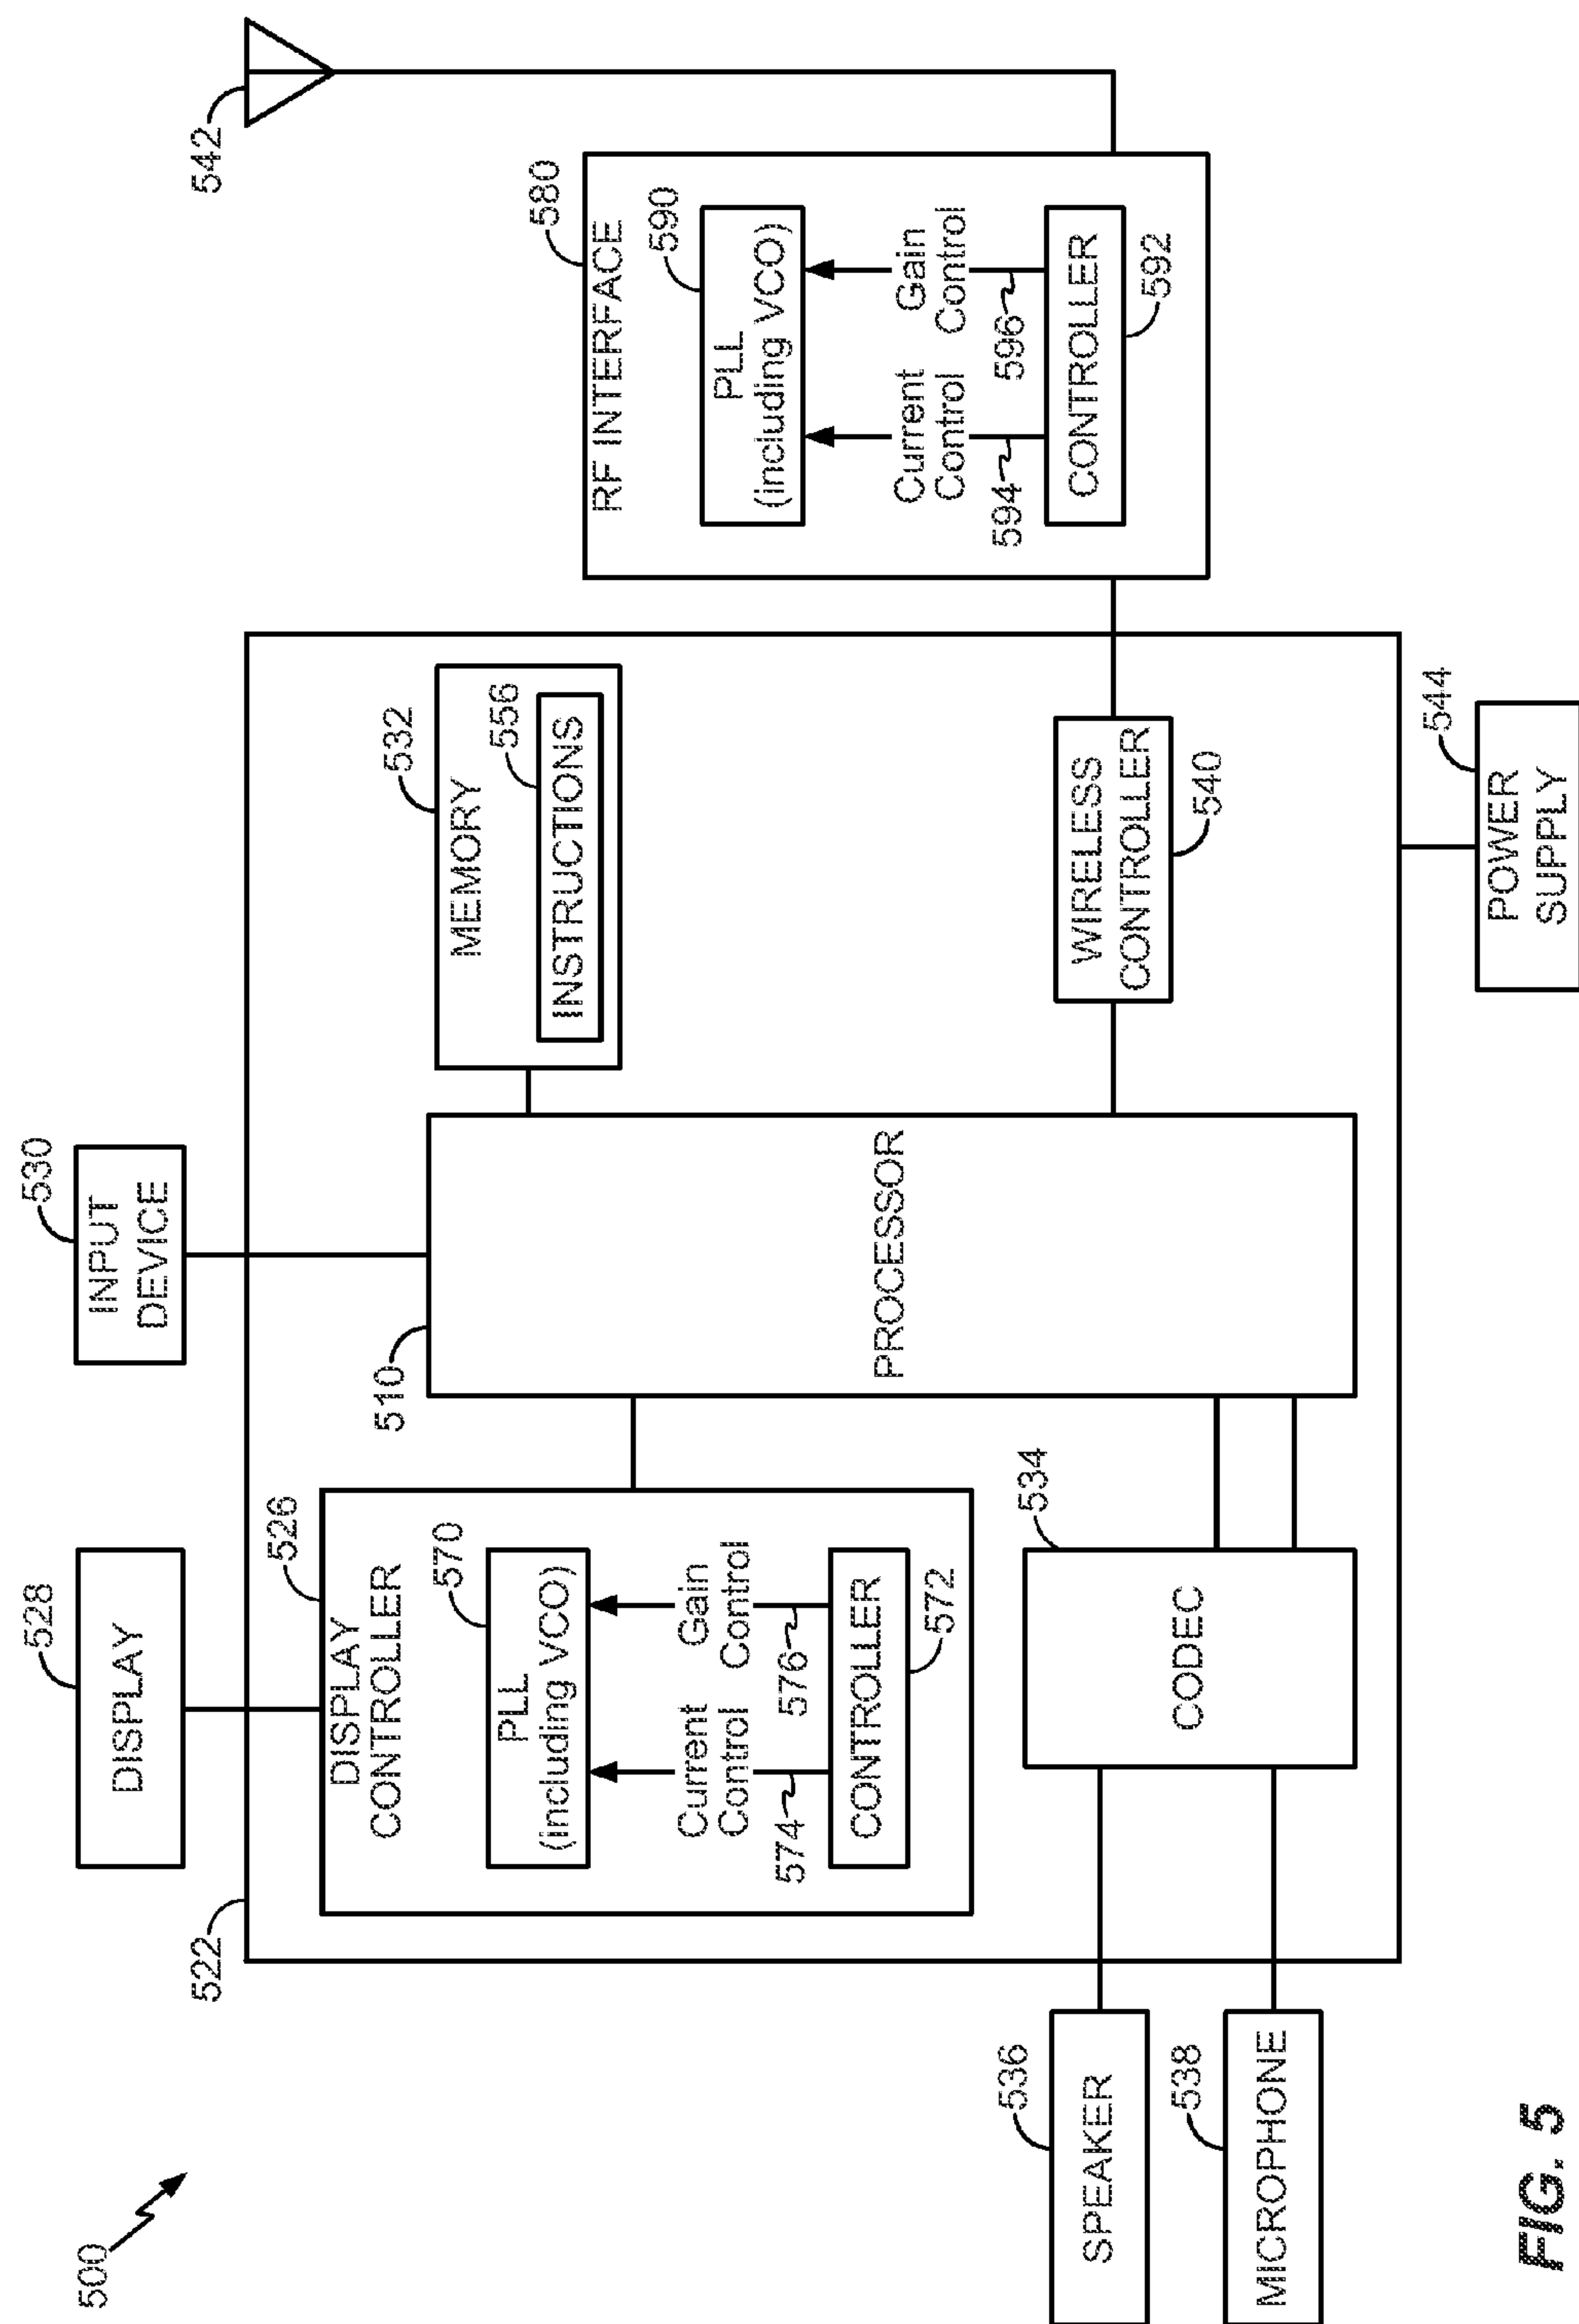 500
522
528
DISPLAY
530
INPUT
DEVICE
542
526
DISPLAY
CONTROLLER
570
PLL
(including VCO)
Current
Control
Gain
Control
574
576
CONTROLLER
572
510
PROCESSOR
532
MEMORY
556
INSTRUCTIONS
580
RF INTERFACE
590
PLL
(including VCO)
Current
Control
Gain
Control
594
596
CONTROLLER
592
536
SPEAKER
538
MICROPHONE
534
CODEC
WIRELESS
CONTROLLER
540
544
POWER
SUPPLY
FIG. 5